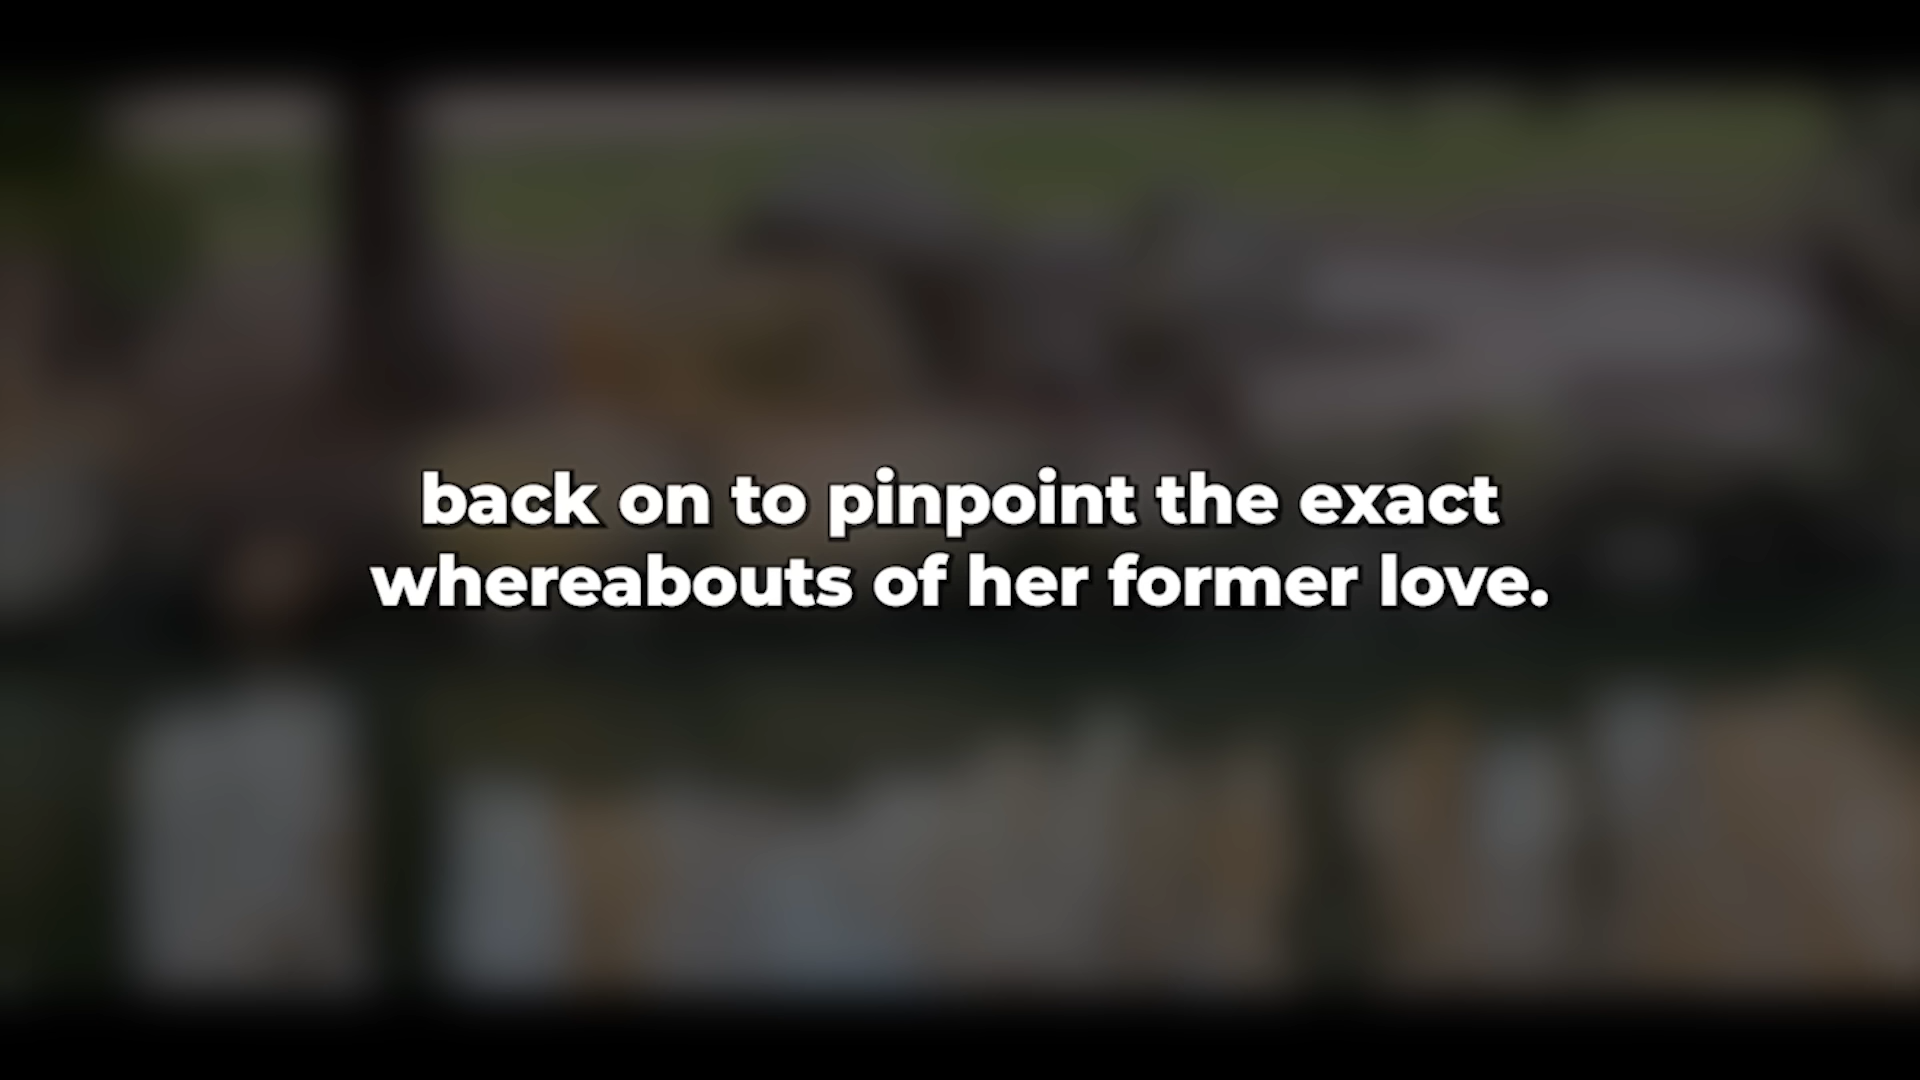 back on to pinpoint the exact
whereabouts of her former love.